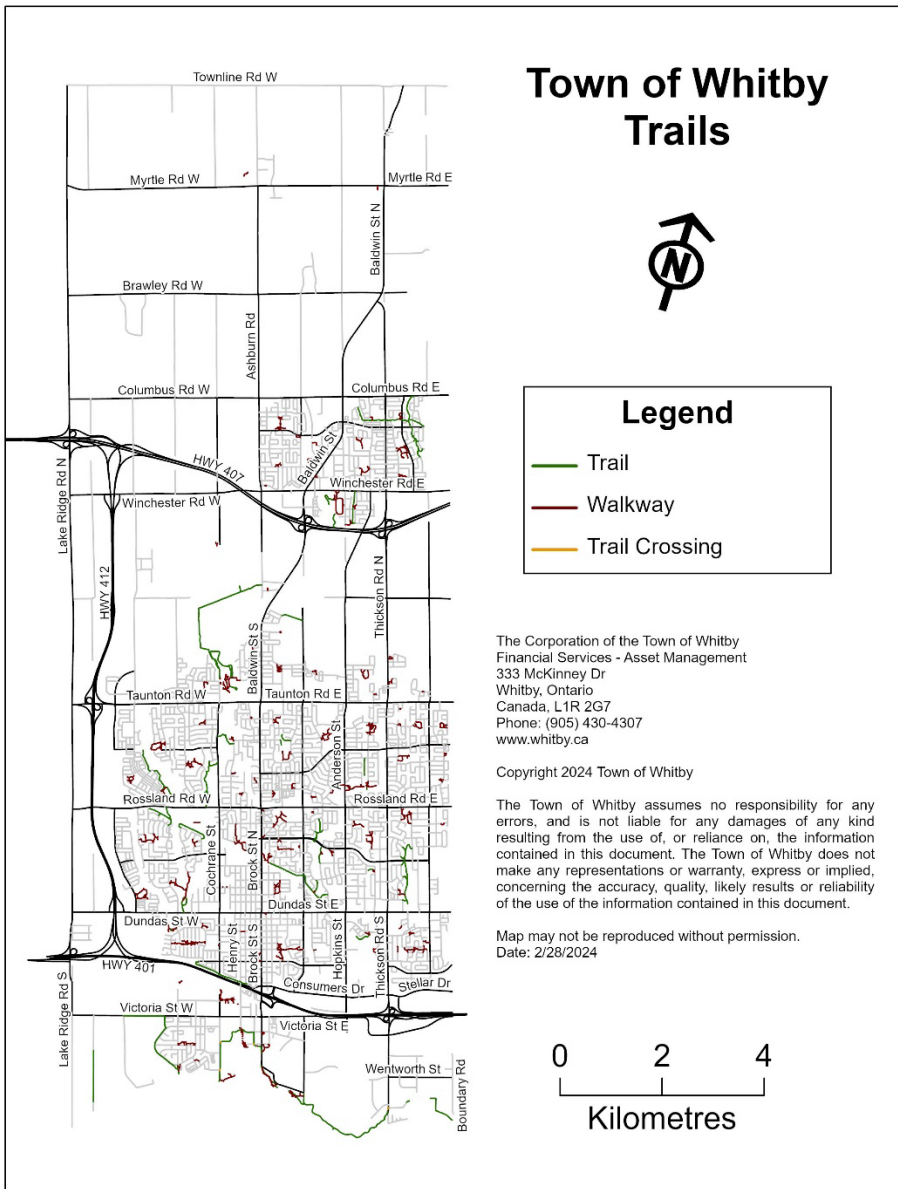 Town of Whitby
Trails
N
Legend
Trail
Walkway
Trail Crossing
The Corporation of the Town of Whitby
Financial Services - Asset Management
333 McKinney Dr
Whitby, Ontario
Canada, L1R 2G7
Phone: (905) 430-4307
www.whitby.ca
Copyright 2024 Town of Whitby
The Town of Whitby assumes no responsibility for any
errors, and is not liable for any damages of any kind
resulting from the use of, or reliance on, the information
contained in this document. The Town of Whitby does not
make any representations or warranty, express or implied,
concerning the accuracy, quality, likely results or reliability
of the use of the information contained in this document.
Map may not be reproduced without permission.
Date: 2/28/2024
0 2 4
Kilometres
Townline Rd W
Myrtle Rd W
Myrtle Rd E
Baldwin St N
Brawley Rd W
Ashburn Rd
Columbus Rd W
Columbus Rd E
Baldwin St
HWY 407
Lake Ridge Rd N
Winchester Rd W
Winchester Rd E
HWY 412
Thickson Rd N
Baldwin St S
Taunton Rd W
Taunton Rd E
Anderson St
Rossland Rd W
Rossland Rd E
Cochrane St
Brock St N
Dundas St E
Dundas St W
Henry St
Brock St S
Hopkins St
Thickson Rd S
HWY 401
Consumers Dr
Stellar Dr
Lake Ridge Rd S
Victoria St W
Victoria St E
Wentworth St
Boundary Rd